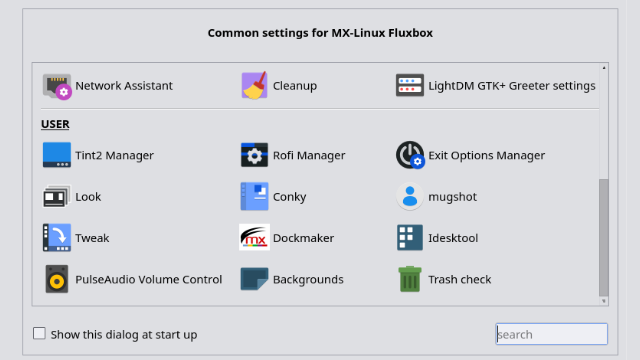 Common settings for MX-Linux Fluxbox
Network Assistant
Cleanup
LightDM GTK+ Greeter settings
USER
Tint2 Manager
Rofi Manager
Exit Options Manager
Look
Conky
mugshot
Tweak
mx
Dockmaker
Idesktool
PulseAudio Volume Control
Backgrounds
Trash check
Show this dialog at start up
search